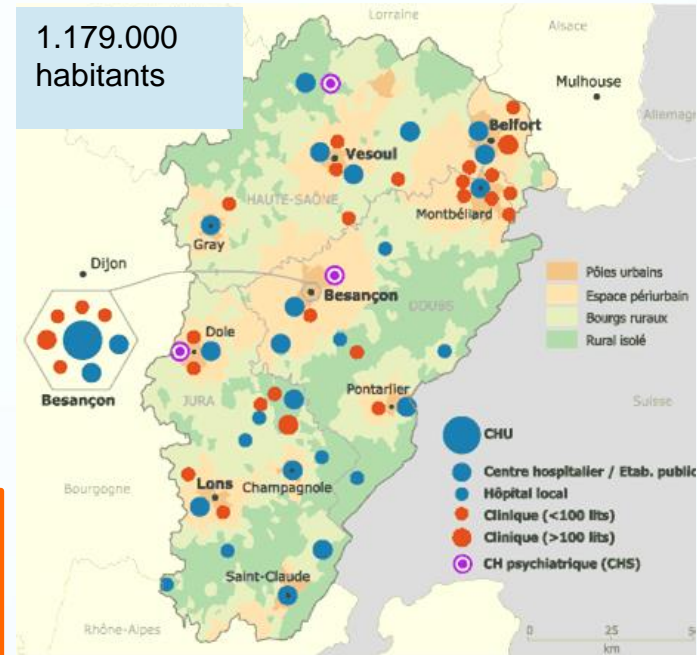 1.179.000
habitants
Lorraine
Alsace
Mulhouse
Allemagn
Belfort
Vesoul
HAUTE-SAÔNE
Montbéliard
Gray
Dijon
Pôles urbains
Espace périurbain
Bourgs ruraux
Rural isolé
Besançon
DOUBS
Dole
Besançon
JURA
Pontarlier
Suisse
CHU
Centre hospitalier / Etab. public
Hôpital local
Clinique (<100 lits)
Clinique (>100 lits)
CH psychiatrique (CHS)
Bourgogne
Lons
Champagnole
Saint-Claude
Rhône-Alpes
0 25 5
km